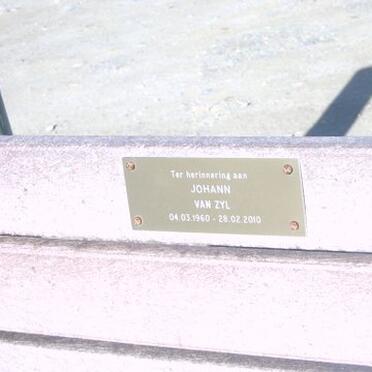 Ter herinnering aan
JOHANN
VAN ZYL
04.03.1960 - 28.02.2010